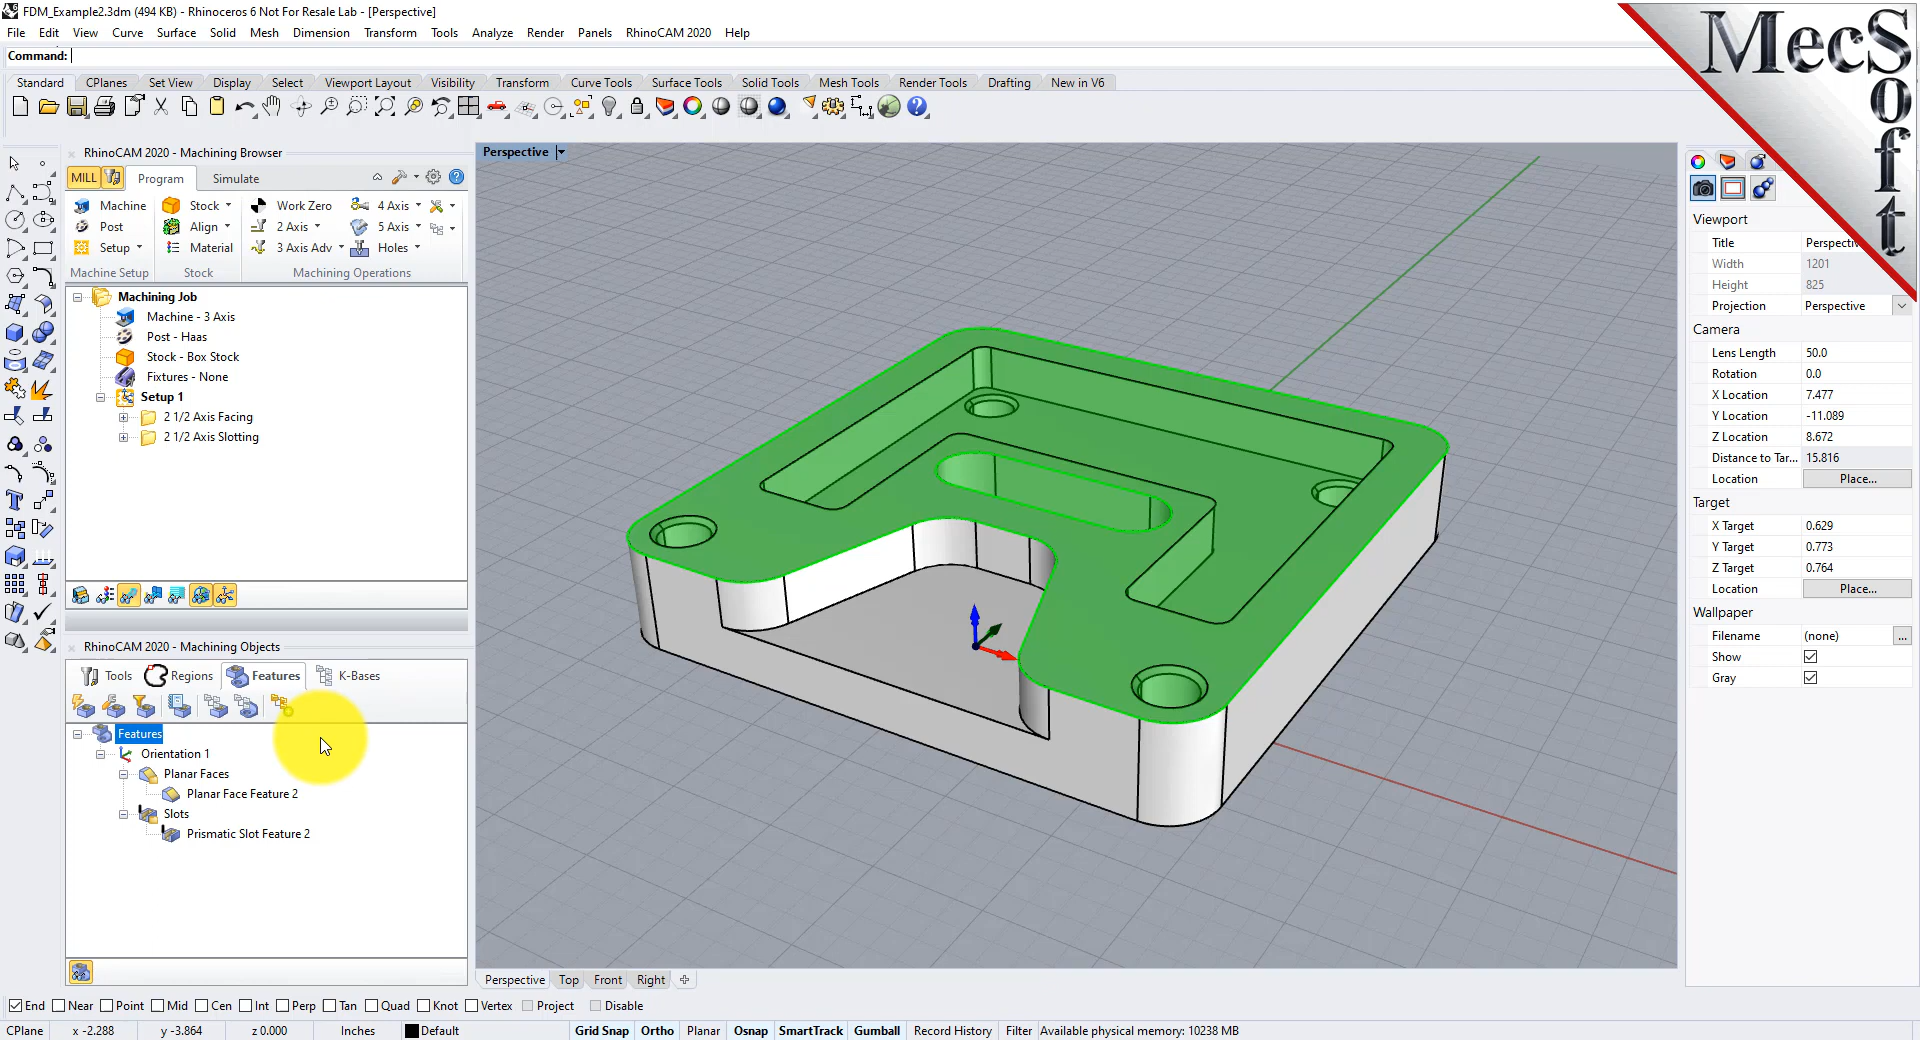 FDM_Example2.3dm (494 KB) - Rhinoceros 6 Not For Resale Lab - [Perspective]
File Edit View Curve Surface Solid Mesh Dimension Transform Tools Analyze Render Panels RhinoCAM 2020 Help
Command:
Standard CPlanes Set View Display Select Viewport Layout Visibility Transform Curve Tools Surface Tools Solid Tools Mesh Tools Render Tools Drafting New in V6
MecSoft
RhinoCAM 2020 - Machining Browser
MILL Program Simulate
Machine Stock Work Zero 4 Axis
Post Align 2 Axis 5 Axis
Setup Material 3 Axis Adv Holes
Machine Setup Stock Machining Operations
Machining Job
Machine - 3 Axis
Post - Haas
Stock - Box Stock
Fixtures - None
Setup 1
2 1/2 Axis Facing
2 1/2 Axis Slotting
RhinoCAM 2020 - Machining Objects
Tools Regions Features K-Bases
Features
Orientation 1
Planar Faces
Planar Face Feature 2
Slots
Prismatic Slot Feature 2
Perspective
Perspective Top Front Right
Viewport
Title Perspectiv
Width 1201
Height 825
Projection Perspective
Camera
Lens Length 50.0
Rotation 0.0
X Location 7.477
Y Location -11.089
Z Location 8.672
Distance to Tar... 15.816
Location Place...
Target
X Target 0.629
Y Target 0.773
Z Target 0.764
Location Place...
Wallpaper
Filename (none) ...
Show
Gray
End Near Point Mid Cen Int Perp Tan Quad Knot Vertex Project Disable
CPlane x -2.288 y -3.864 z 0.000 Inches Default Grid Snap Ortho Planar Osnap SmartTrack Gumball Record History Filter Available physical memory: 10238 MB